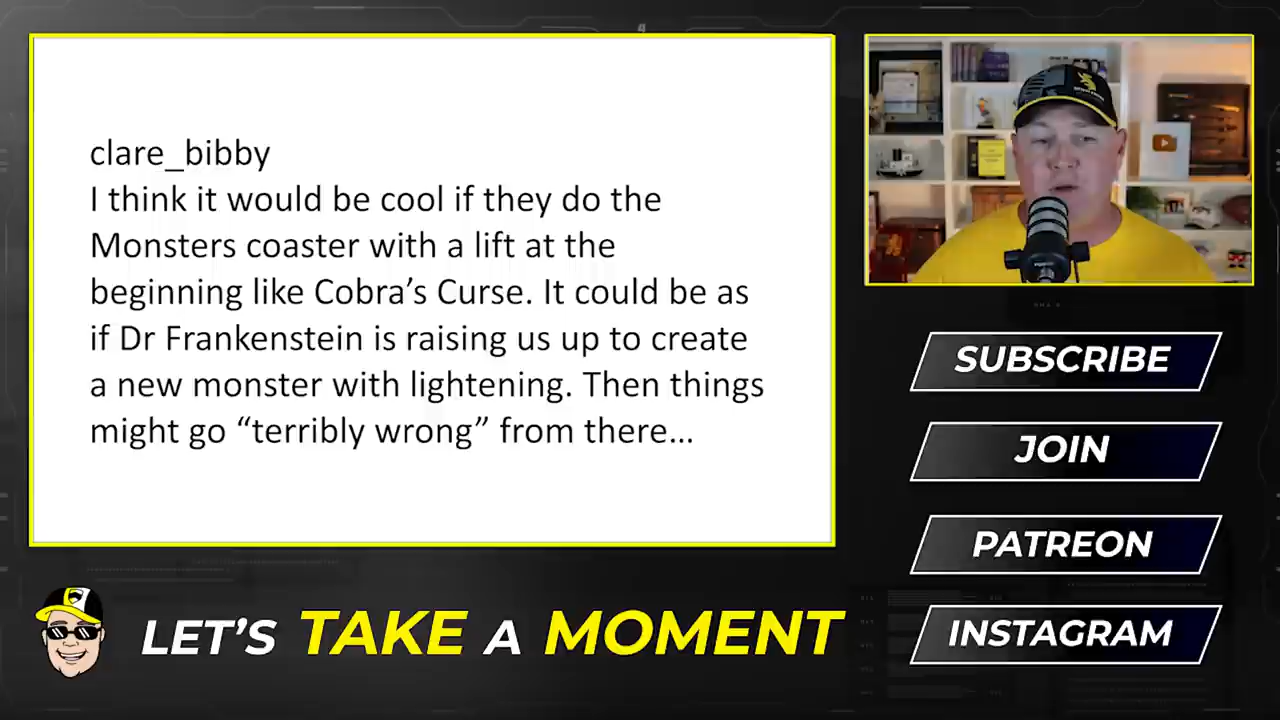 clare_bibby
I think it would be cool if they do the
Monsters coaster with a lift at the
beginning like Cobra’s Curse. It could be as
if Dr Frankenstein is raising us up to create
a new monster with lightening. Then things
might go “terribly wrong” from there...
SUBSCRIBE
JOIN
PATREON
INSTAGRAM
LET’S TAKE A MOMENT